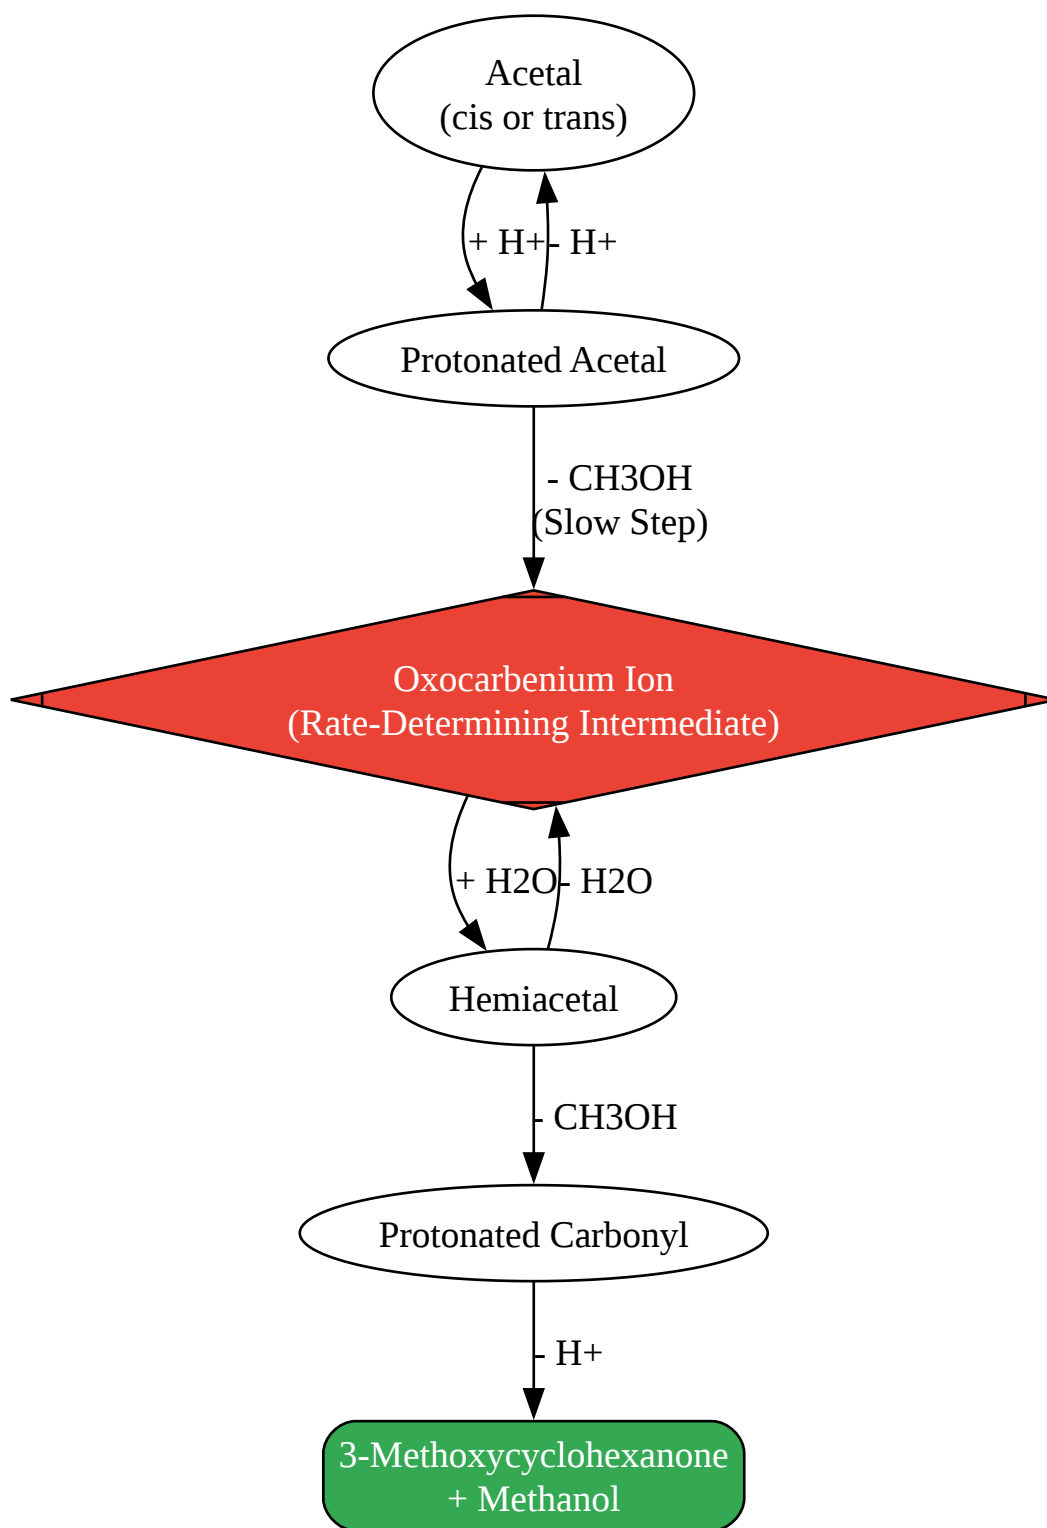 Acetal
(cis or trans)
+ H+
- H+
Protonated Acetal
- CH3OH
(Slow Step)
Oxocarbenium Ion
(Rate-Determining Intermediate)
+ H2O
- H2O
Hemiacetal
- CH3OH
Protonated Carbonyl
- H+
3-Methoxycyclohexanone
+ Methanol